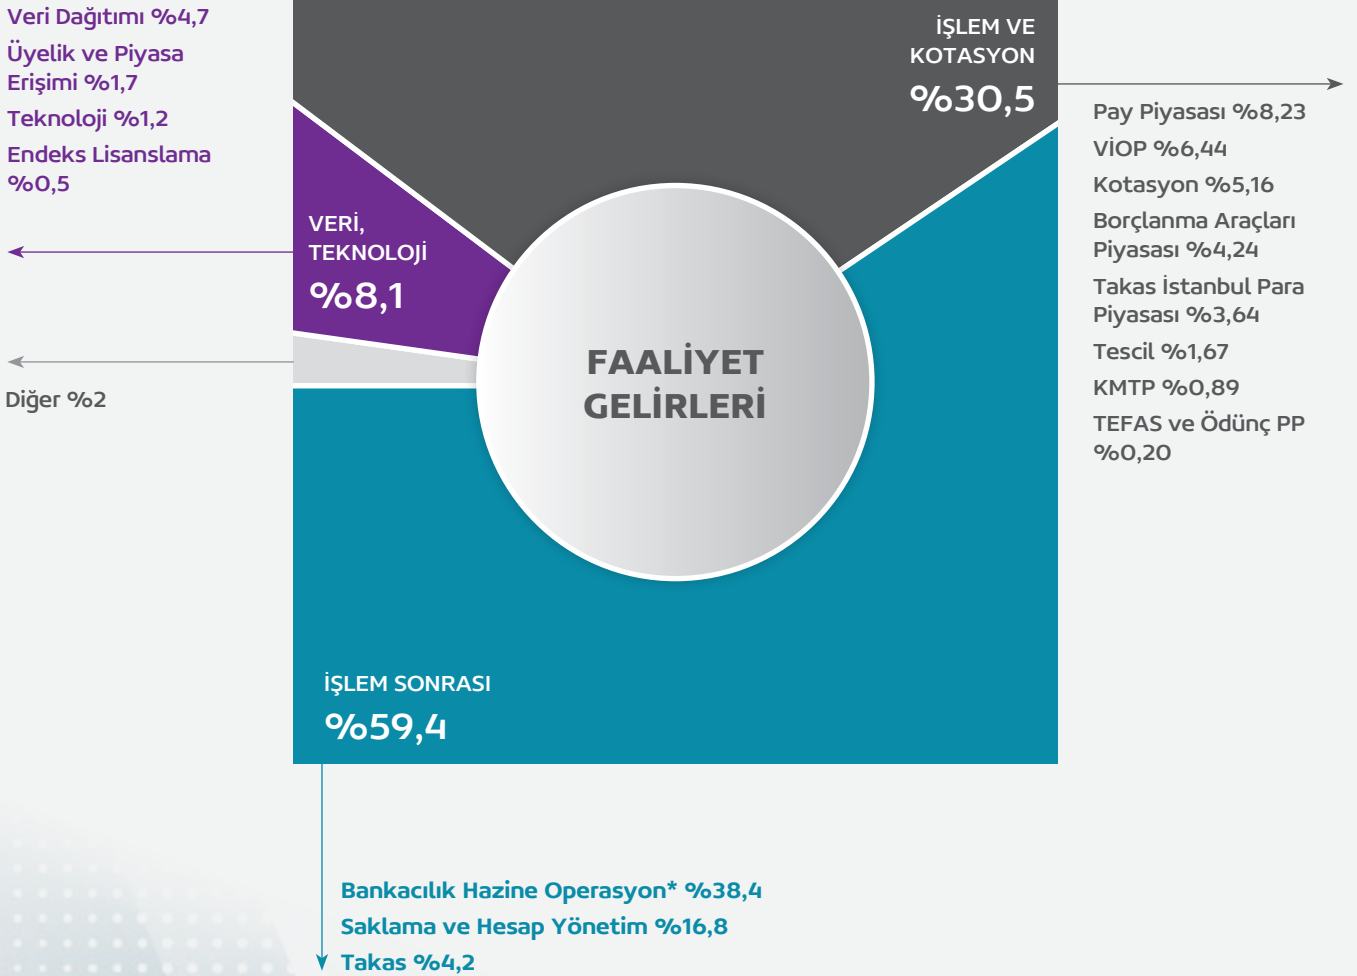 Veri Dağıtımı %4,7
Üyelik ve Piyasa
Erişimi %1,7
Teknoloji %1,2
Endeks Lisanslama
%0,5
İŞLEM VE
KOTASYON
%30,5
Pay Piyasası %8,23
VİOP %6,44
Kotasyon %5,16
Borçlanma Araçları
Piyasası %4,24
Takas İstanbul Para
Piyasası %3,64
Tescil %1,67
KMTP %0,89
TEFAS ve Ödünç PP
%0,20
VERİ,
TEKNOLOJİ
%8,1
Diğer %2
FAALİYET
GELİRLERİ
İŞLEM SONRASI
%59,4
Bankacılık Hazine Operasyon* %38,4
Saklama ve Hesap Yönetim %16,8
Takas %4,2